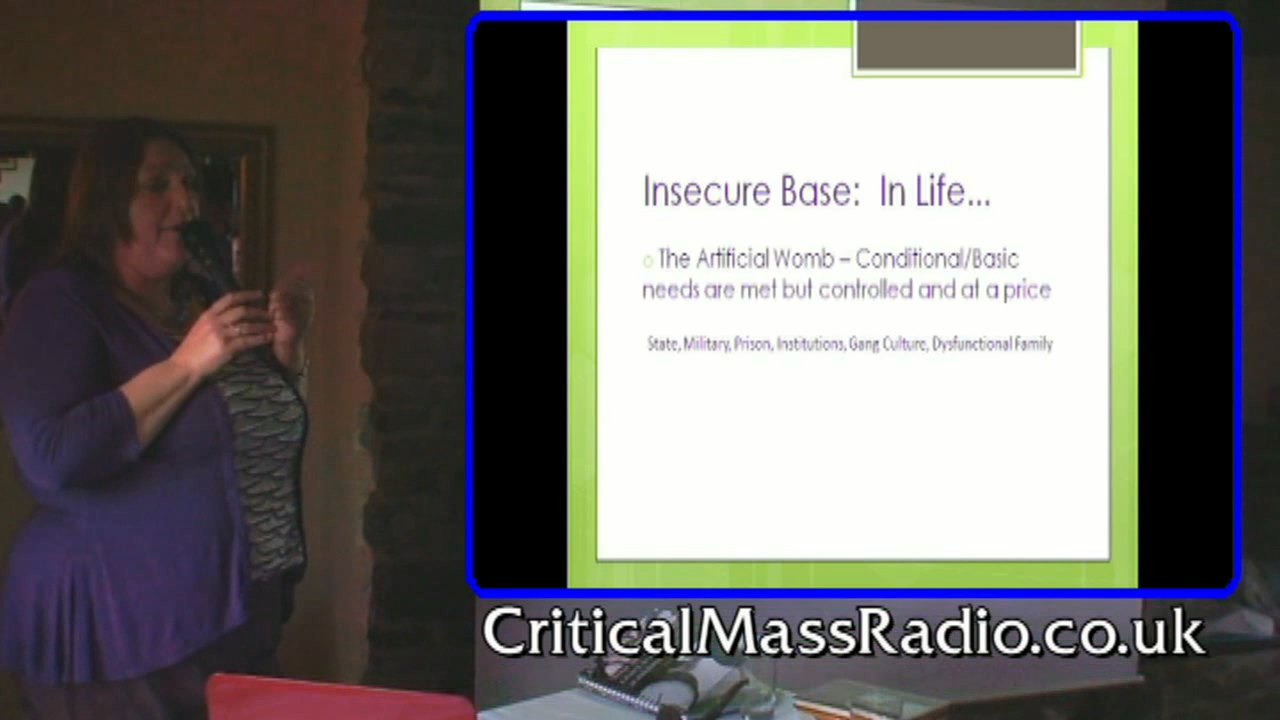 Insecure Base: In Life...
o The Artificial Womb – Conditional/Basic
needs are met but controlled and at a price
State, Military, Prison, Institutions, Gang Culture, Dysfunctional Family
CriticalMassRadio.co.uk